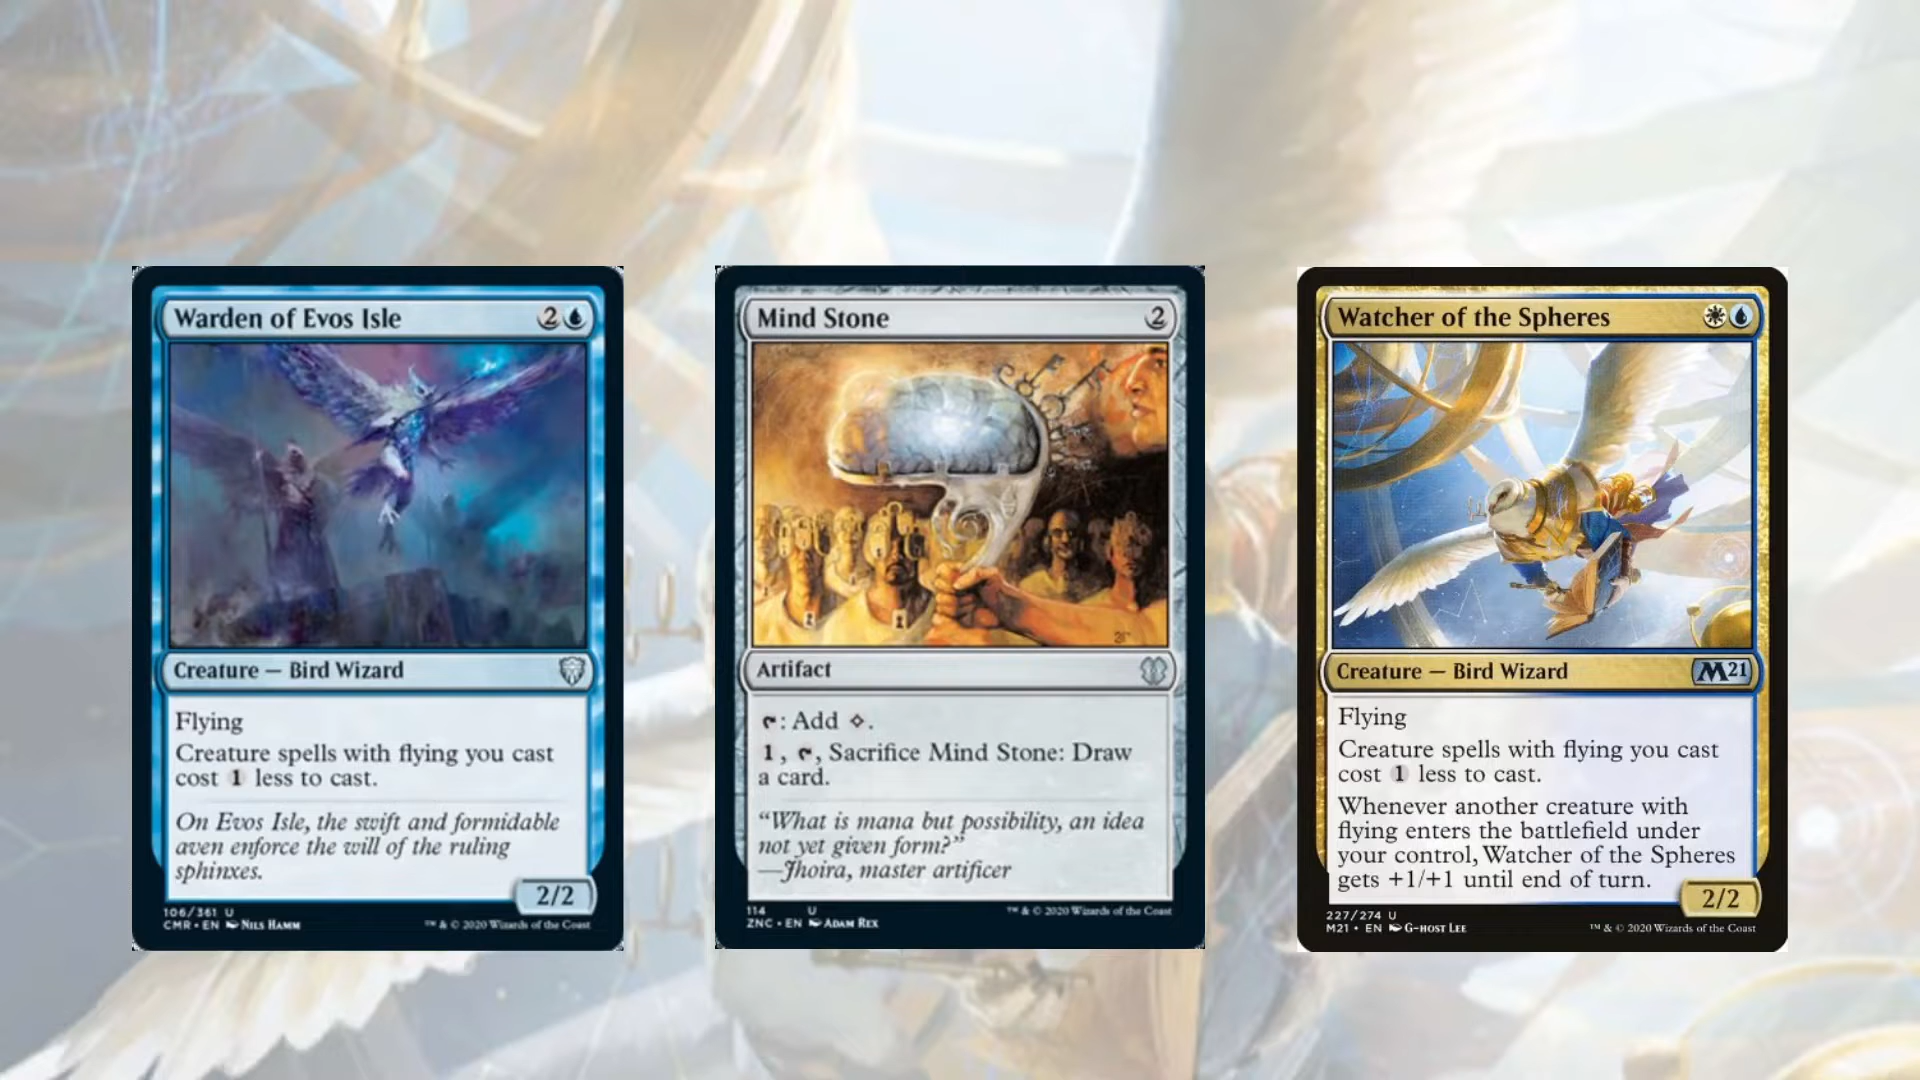 Warden of Evos Isle 2
Creature — Bird Wizard
Flying
Creature spells with flying you cast
cost 1 less to cast.
On Evos Isle, the swift and formidable
aven enforce the will of the ruling
sphinxes.
2/2
106/361 U
CMR • EN Nils Hamm ™ & © 2020 Wizards of the Coast
Mind Stone 2
Artifact
: Add .
1, , Sacrifice Mind Stone: Draw
a card.
“What is mana but possibility, an idea
not yet given form?”
—Jhoira, master artificer
114 U
ZNC • EN Adam Rex ™ & © 2020 Wizards of the Coast
Watcher of the Spheres
Creature — Bird Wizard M21
Flying
Creature spells with flying you cast
cost 1 less to cast.
Whenever another creature with
flying enters the battlefield under
your control, Watcher of the Spheres
gets +1/+1 until end of turn.
2/2
227/274 U
M21 • EN G-host Lee ™ & © 2020 Wizards of the Coast